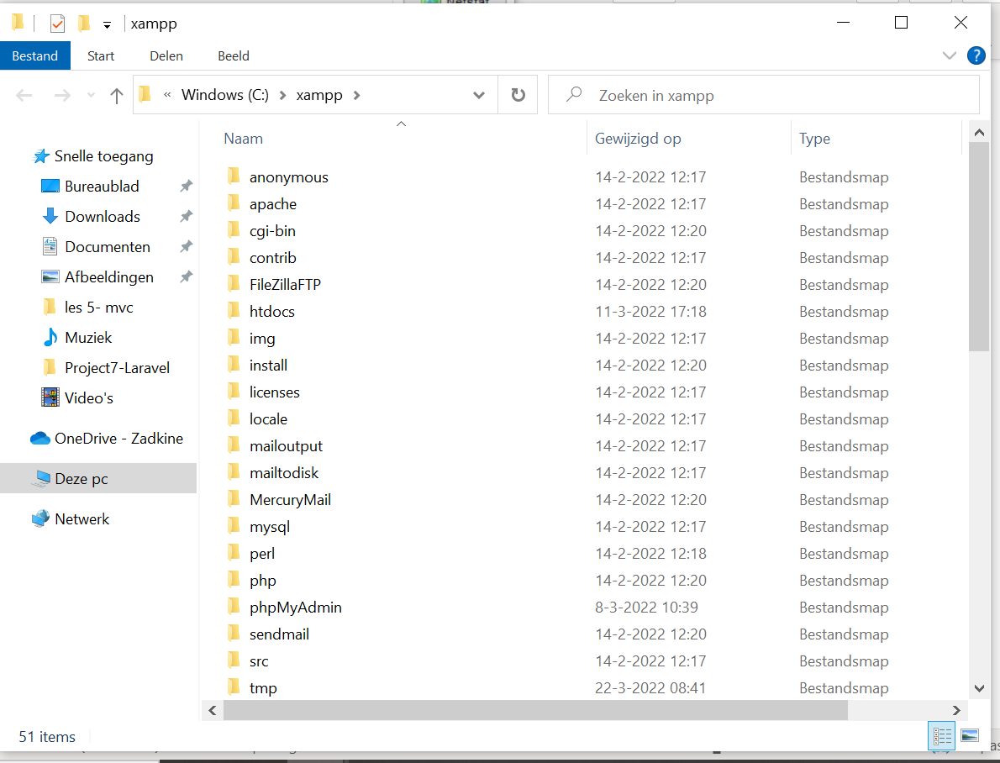 xampp
Bestand Start Delen Beeld
« Windows (C:) xampp
Zoeken in xampp
Snelle toegang
Bureaublad
Downloads
Documenten
Afbeeldingen
les 5- mvc
Muziek
Project7-Laravel
Video's
OneDrive - Zadkine
Deze pc
Netwerk
Naam Gewijzigd op Type
anonymous 14-2-2022 12:17 Bestandsmap
apache 14-2-2022 12:17 Bestandsmap
cgi-bin 14-2-2022 12:20 Bestandsmap
contrib 14-2-2022 12:17 Bestandsmap
FileZillaFTP 14-2-2022 12:20 Bestandsmap
htdocs 11-3-2022 17:18 Bestandsmap
img 14-2-2022 12:17 Bestandsmap
install 14-2-2022 12:20 Bestandsmap
licenses 14-2-2022 12:17 Bestandsmap
locale 14-2-2022 12:17 Bestandsmap
mailoutput 14-2-2022 12:17 Bestandsmap
mailtodisk 14-2-2022 12:17 Bestandsmap
MercuryMail 14-2-2022 12:20 Bestandsmap
mysql 14-2-2022 12:17 Bestandsmap
perl 14-2-2022 12:18 Bestandsmap
php 14-2-2022 12:20 Bestandsmap
phpMyAdmin 8-3-2022 10:39 Bestandsmap
sendmail 14-2-2022 12:20 Bestandsmap
src 14-2-2022 12:17 Bestandsmap
tmp 22-3-2022 08:41 Bestandsmap
51 items